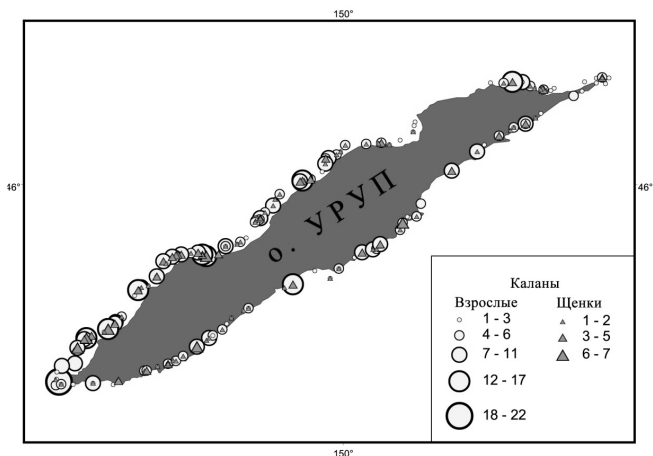 150°
46°
46°
о. УРУП
Каланы
Взрослые Щенки
1 - 3 1 - 2
4 - 6 3 - 5
7 - 11 6 - 7
12 - 17
18 - 22
150°